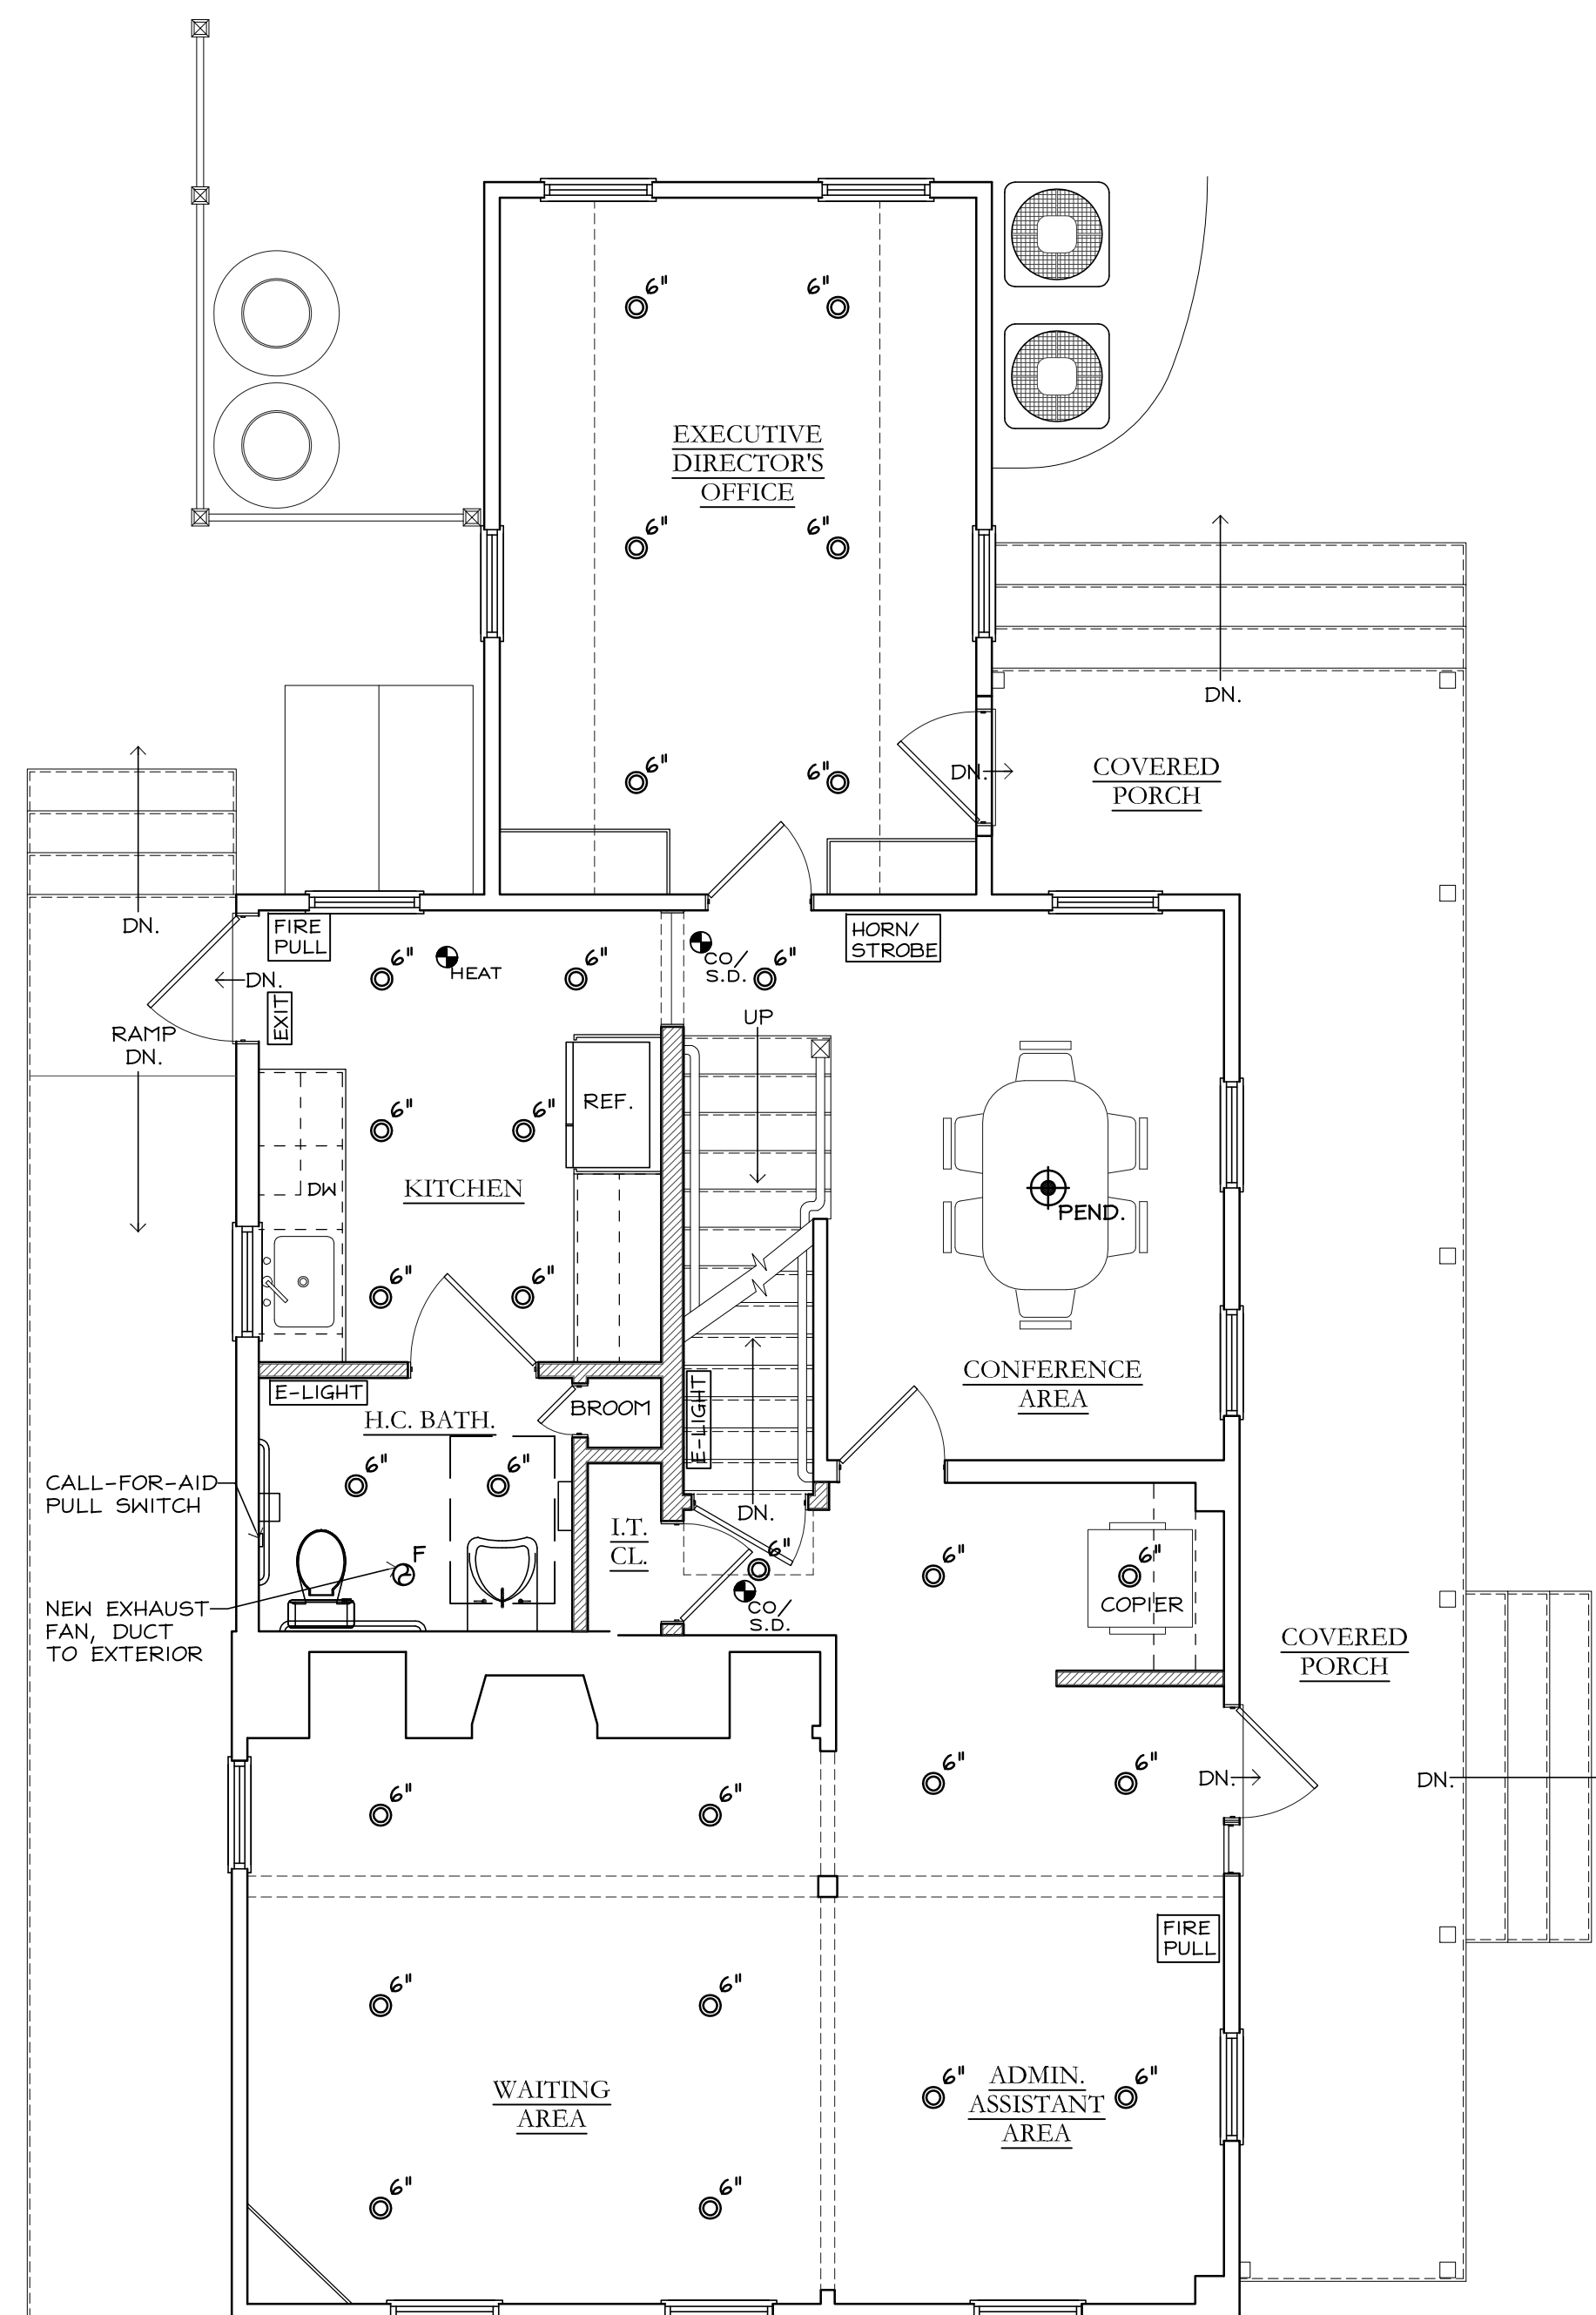 6" 6"
EXECUTIVE
DIRECTOR'S
OFFICE
6" 6"
DN.
6" 6"
DN.
COVERED
PORCH
DN.
FIRE
PULL
HORN/
STROBE
6"
HEAT
6"
CO/
S.D.
6"
DN.
EXIT
RAMP
DN.
UP
6" 6"
REF.
DW
KITCHEN
PEND.
6" 6"
CONFERENCE
AREA
E-LIGHT
H.C. BATH.
BROOM
E-LIGHT
CALL-FOR-AID
PULL SWITCH
6" 6"
DN.
I.T.
CL.
F
6"
6" 6"
COPIER
CO/
S.D.
NEW EXHAUST
FAN, DUCT
TO EXTERIOR
COVERED
PORCH
6" 6"
DN.
DN.
6" 6"
FIRE
PULL
6" 6"
WAITING
AREA
6" 6"
ADMIN.
ASSISTANT
AREA
6" 6"